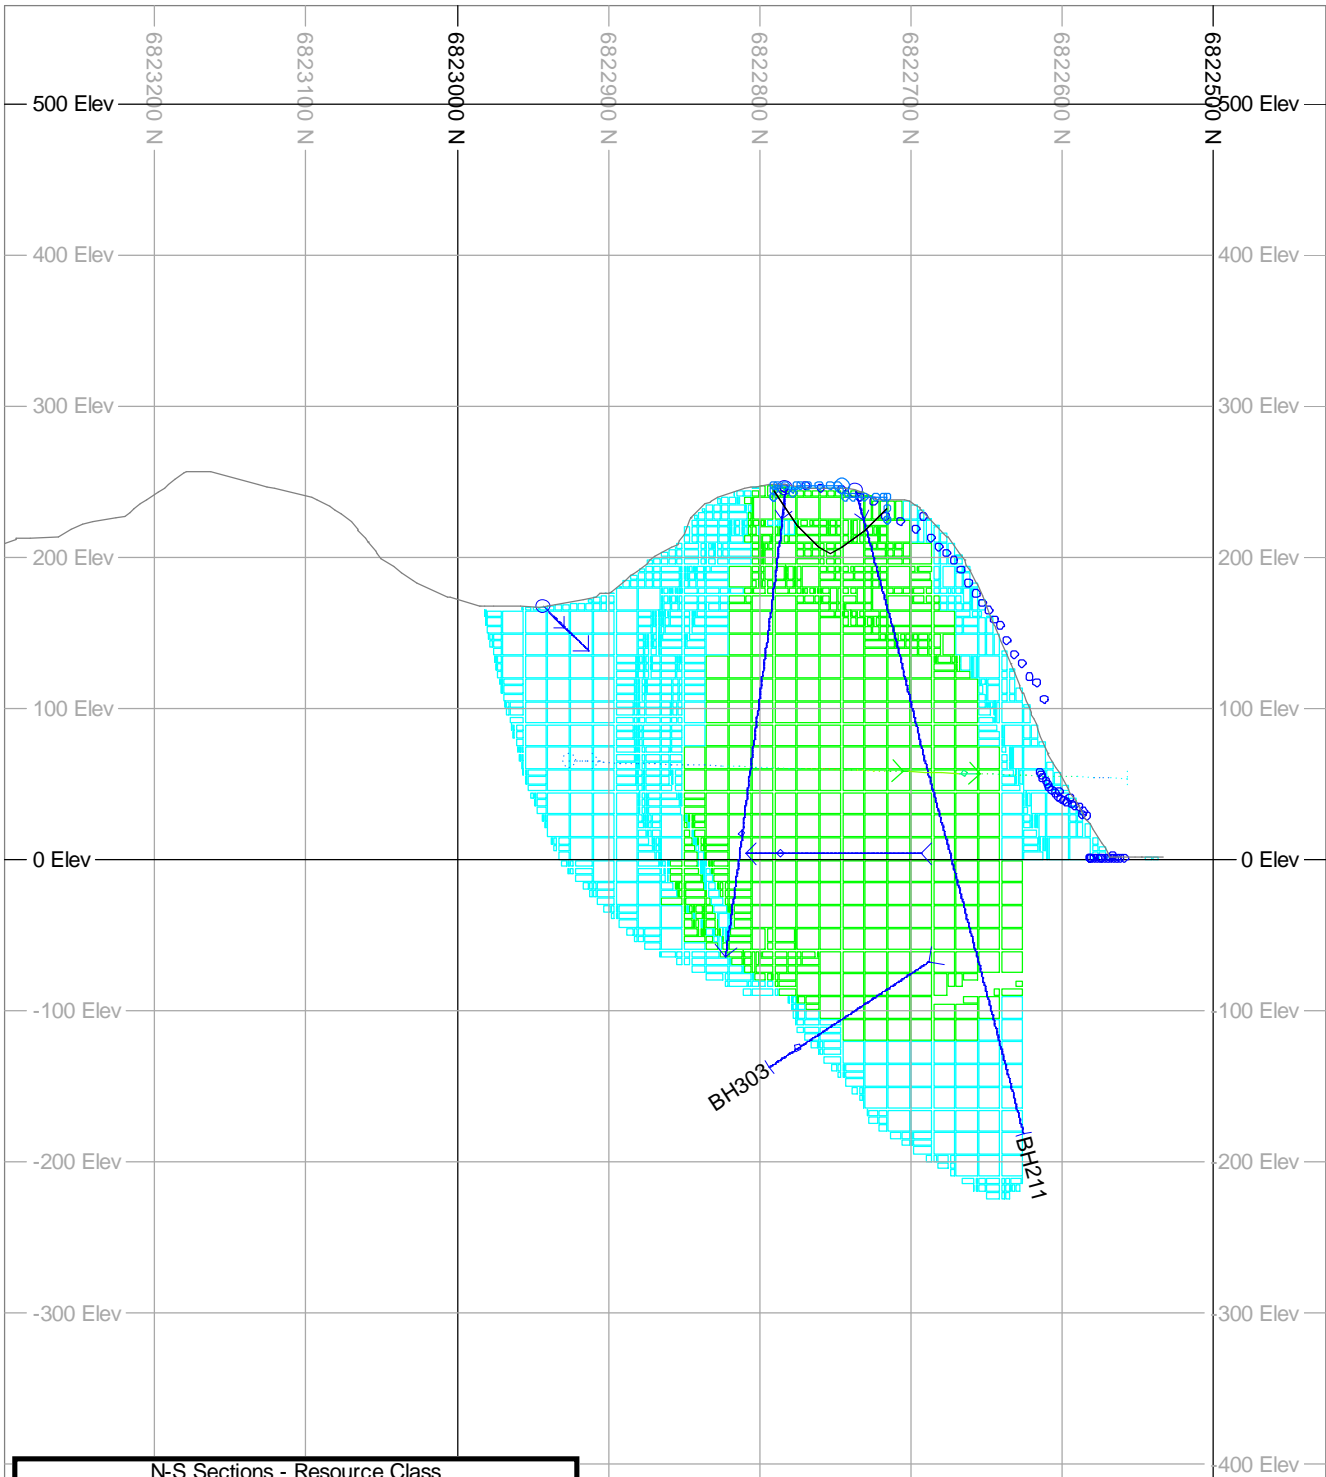 6823200 N
6823100 N
6823000 N
6822900 N
6822800 N
6822700 N
6822600 N
6822500 N
500 Elev
500 Elev
400 Elev
400 Elev
300 Elev
300 Elev
200 Elev
200 Elev
100 Elev
100 Elev
0 Elev
0 Elev
BH303
-100 Elev
-100 Elev
BH211
-200 Elev
-200 Elev
-300 Elev
-300 Elev
N-S Sections - Resource Class
-400 Elev